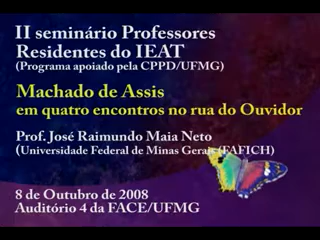 II seminário Professores
Residentes do IEAT
(Programa apoiado pela CPPD/UFMG)
Machado de Assis
em quatro encontros no rua do Ouvidor
Prof. José Raimundo Maia Neto
(Universidade Federal de Minas Gerais (FAFICH)
8 de Outubro de 2008
Auditório 4 da FACE/UFMG